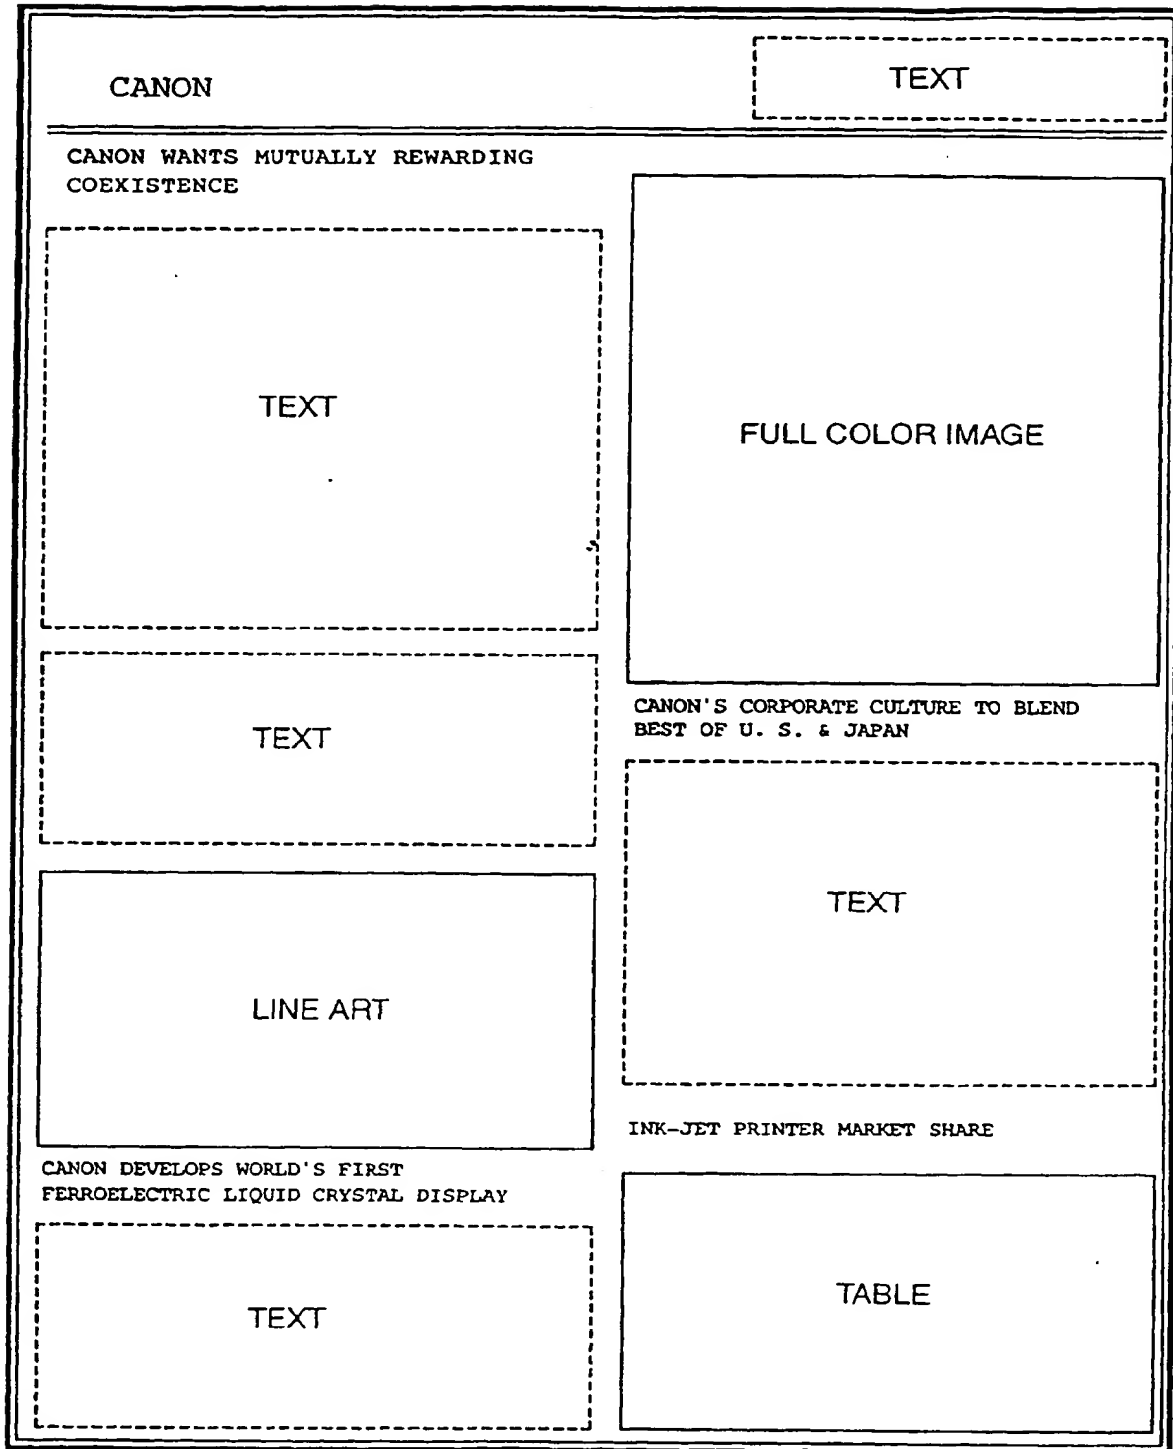 CANON
TEXT
CANON WANTS MUTUALLY REWARDING
COEXISTENCE
TEXT
TEXT
LINE ART
CANON DEVELOPS WORLD'S FIRST
FERROELECTRIC LIQUID CRYSTAL DISPLAY
TEXT
FULL COLOR IMAGE
CANON'S CORPORATE CULTURE TO BLEND
BEST OF U. S. & JAPAN
TEXT
INK-JET PRINTER MARKET SHARE
TABLE